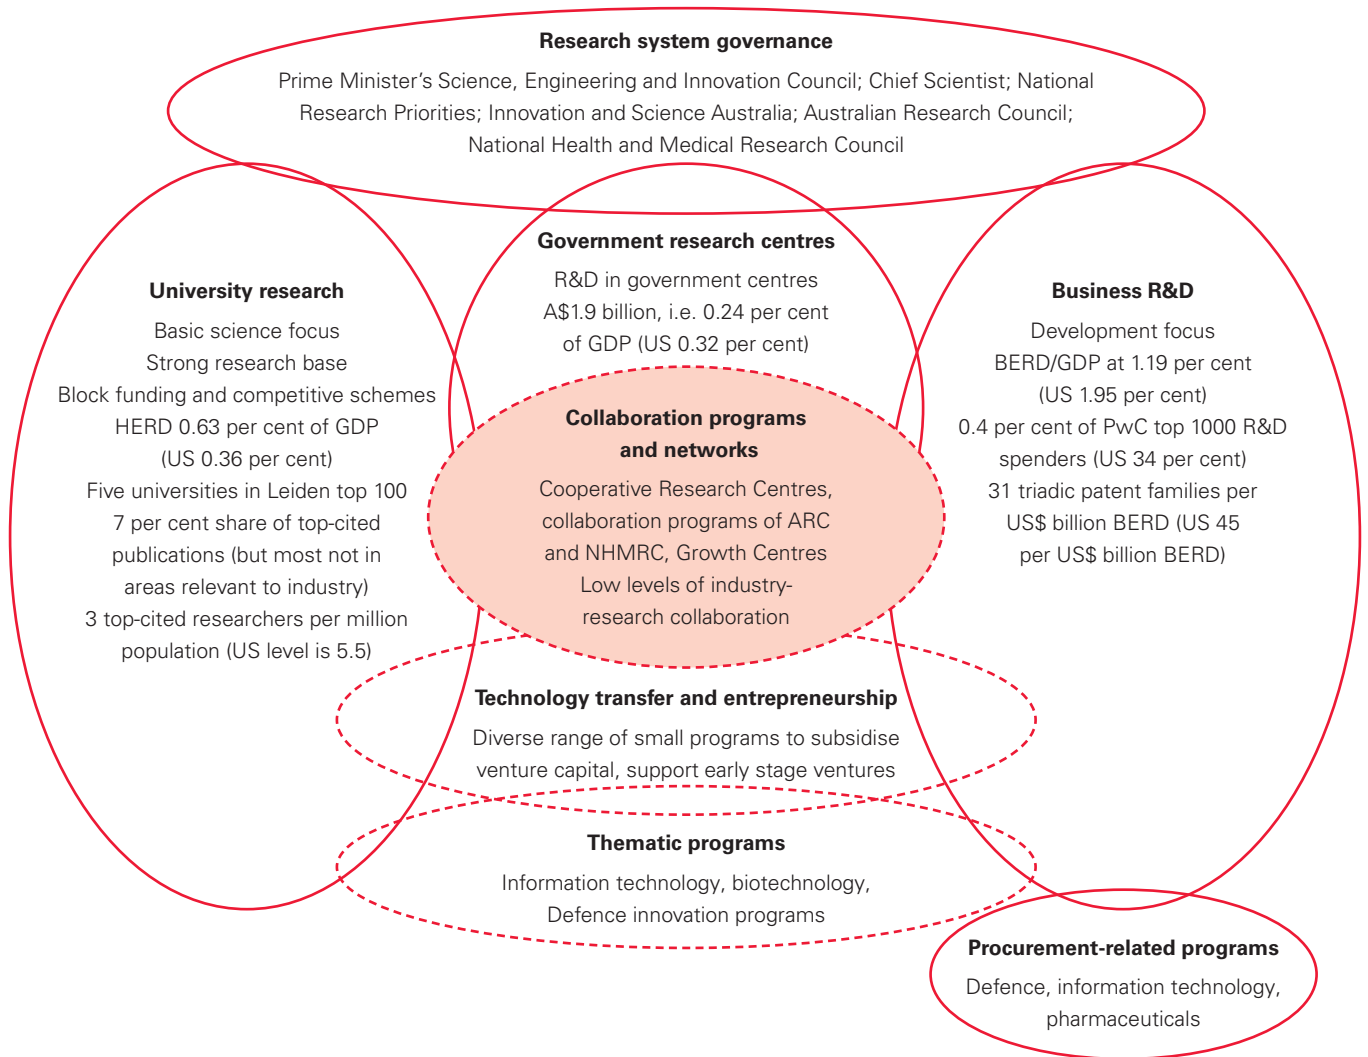 Research system governance
Prime Minister’s Science, Engineering and Innovation Council; Chief Scientist; National
Research Priorities; Innovation and Science Australia; Australian Research Council;
National Health and Medical Research Council
University research
Basic science focus
Strong research base
Block funding and competitive schemes
HERD 0.63 per cent of GDP
(US 0.36 per cent)
Five universities in Leiden top 100
7 per cent share of top-cited
publications (but most not in
areas relevant to industry)
3 top-cited researchers per million
population (US level is 5.5)
Government research centres
R&D in government centres
A$1.9 billion, i.e. 0.24 per cent
of GDP (US 0.32 per cent)
Collaboration programs
and networks
Cooperative Research Centres,
collaboration programs of ARC
and NHMRC, Growth Centres
Low levels of industry-
research collaboration
Business R&D
Development focus
BERD/GDP at 1.19 per cent
(US 1.95 per cent)
0.4 per cent of PwC top 1000 R&D
spenders (US 34 per cent)
31 triadic patent families per
US$ billion BERD (US 45
per US$ billion BERD)
Technology transfer and entrepreneurship
Diverse range of small programs to subsidise
venture capital, support early stage ventures
Thematic programs
Information technology, biotechnology,
Defence innovation programs
Procurement-related programs
Defence, information technology,
pharmaceuticals